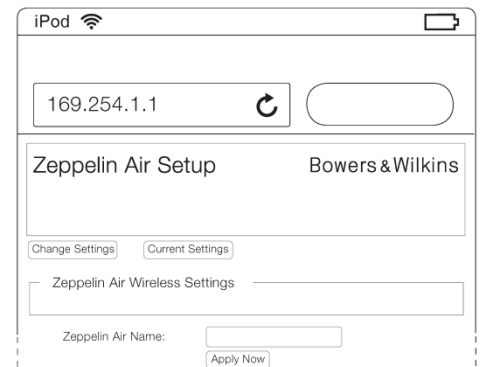 iPod
169.254.1.1
Zeppelin Air Setup Bowers & Wilkins
Change Settings Current Settings
Zeppelin Air Wireless Settings
Zeppelin Air Name:
Apply Now